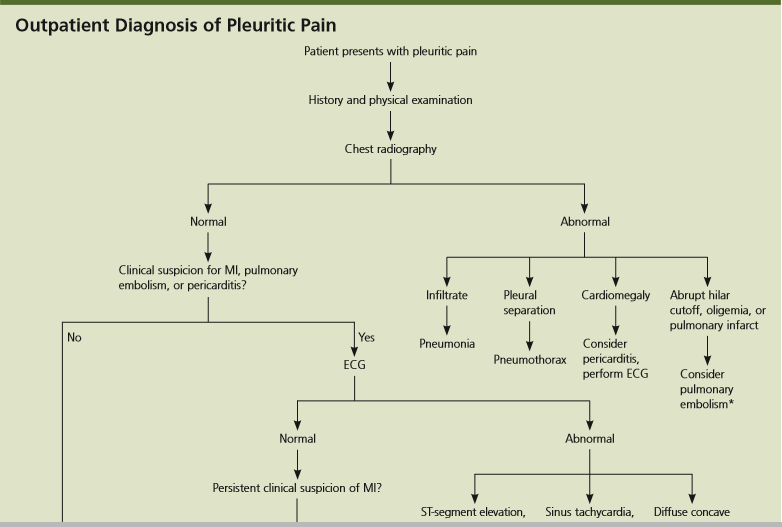 Outpatient Diagnosis of Pleuritic Pain
Patient presents with pleuritic pain
History and physical examination
Chest radiography
Normal
Abnormal
Clinical suspicion for MI, pulmonary
embolism, or pericarditis?
Infiltrate
Pleural
separation
Cardiomegaly
Abrupt hilar
cutoff, oligemia, or
pulmonary infarct
No
Yes
Pneumonia
Pneumothorax
Consider
pericarditis,
perform ECG
Consider
pulmonary
embolism*
ECG
Normal
Abnormal
Persistent clinical suspicion of MI?
ST-segment elevation,
Sinus tachycardia,
Diffuse concave